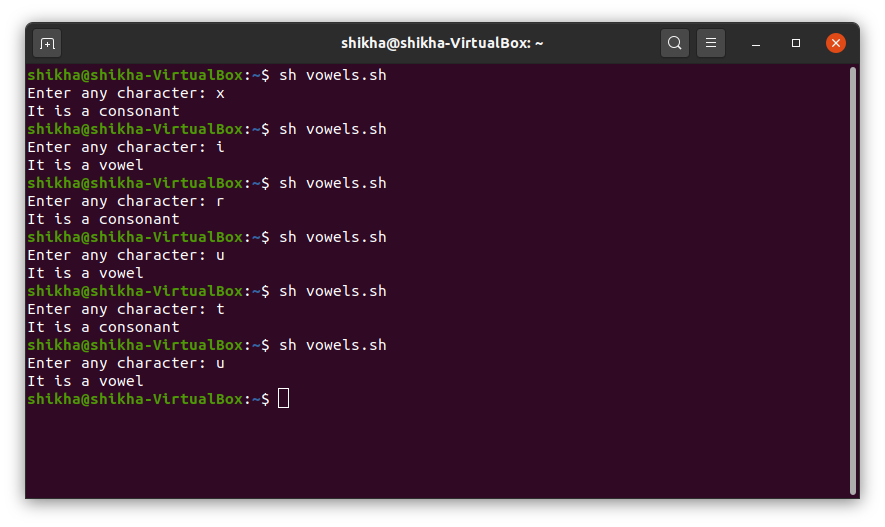 shikha@shikha-VirtualBox: ~
shikha@shikha-VirtualBox:~$ sh vowels.sh
Enter any character: x
It is a consonant
shikha@shikha-VirtualBox:~$ sh vowels.sh
Enter any character: i
It is a vowel
shikha@shikha-VirtualBox:~$ sh vowels.sh
Enter any character: r
It is a consonant
shikha@shikha-VirtualBox:~$ sh vowels.sh
Enter any character: u
It is a vowel
shikha@shikha-VirtualBox:~$ sh vowels.sh
Enter any character: t
It is a consonant
shikha@shikha-VirtualBox:~$ sh vowels.sh
Enter any character: u
It is a vowel
shikha@shikha-VirtualBox:~$